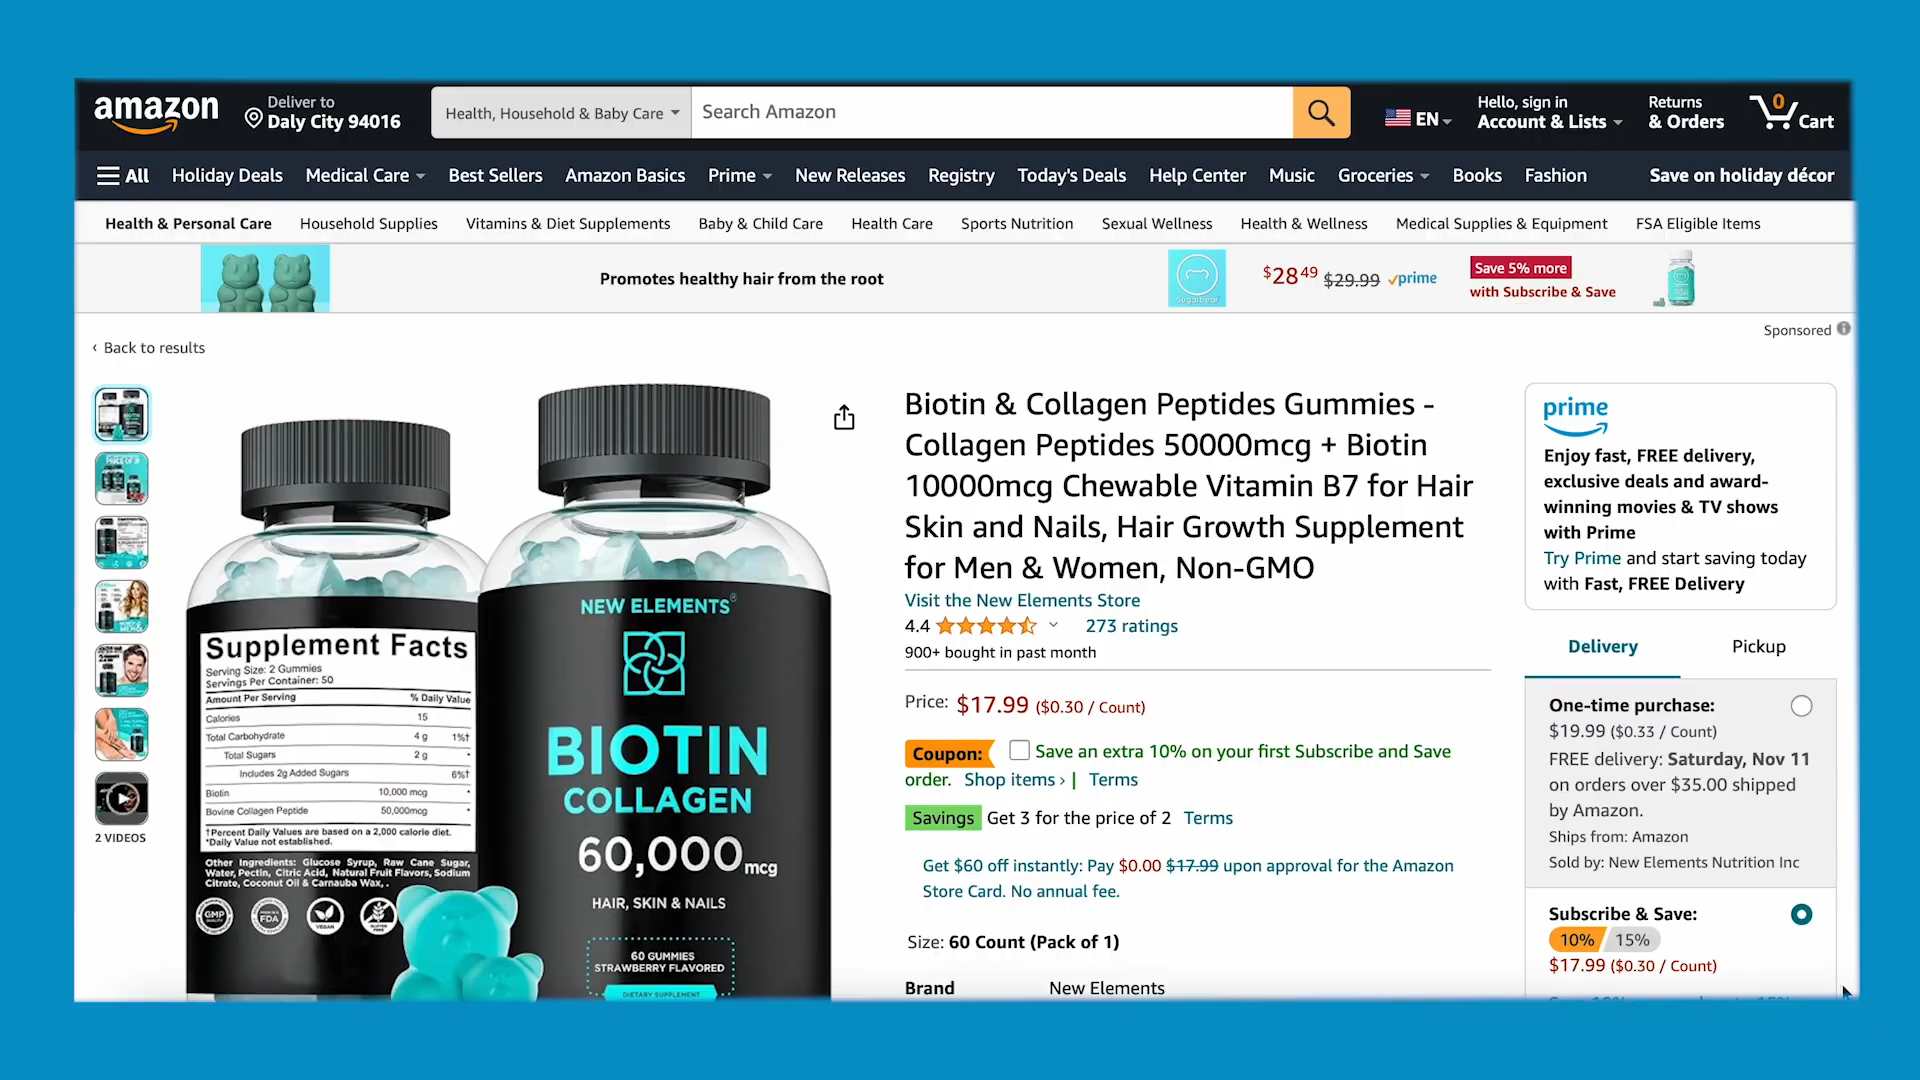 amazon
Deliver to
Daly City 94016
Health, Household & Baby Care
Search Amazon
EN
Hello, sign in
Account & Lists
Returns
& Orders
0
Cart
All
Holiday Deals
Medical Care
Best Sellers
Amazon Basics
Prime
New Releases
Registry
Today's Deals
Help Center
Music
Groceries
Books
Fashion
Save on holiday décor
Health & Personal Care
Household Supplies
Vitamins & Diet Supplements
Baby & Child Care
Health Care
Sports Nutrition
Sexual Wellness
Health & Wellness
Medical Supplies & Equipment
FSA Eligible Items
Promotes healthy hair from the root
Sugarbear
$28 49 $29.99 prime
Save 5% more
with Subscribe & Save
Sponsored
‹ Back to results
2 VIDEOS
Supplement Facts
Serving Size: 2 Gummies
Servings Per Container: 50
Amount Per Serving % Daily Value
Calories 15
Total Carbohydrate 4 g 1%†
Total Sugars 2 g
Includes 2g Added Sugars 6%†
Biotin 10,000 mcg *
Bovine Collagen Peptide 50,000mcg *
†Percent Daily Values are based on a 2,000 calorie diet.
*Daily Value not established.
Other Ingredients: Glucose Syrup, Raw Cane Sugar,
Water, Pectin, Citric Acid, Natural Fruit Flavors, Sodium
Citrate, Coconut Oil & Carnauba Wax, .
GMP
FDA
VEGAN
GLUTEN FREE
NEW ELEMENTS®
BIOTIN
COLLAGEN
60,000 mcg
HAIR, SKIN & NAILS
60 GUMMIES
STRAWBERRY FLAVORED
DIETARY SUPPLEMENT
Biotin & Collagen Peptides Gummies -
Collagen Peptides 50000mcg + Biotin
10000mcg Chewable Vitamin B7 for Hair
Skin and Nails, Hair Growth Supplement
for Men & Women, Non-GMO
Visit the New Elements Store
4.4
273 ratings
900+ bought in past month
Price: $17.99 ($0.30 / Count)
Coupon: Save an extra 10% on your first Subscribe and Save
order. Shop items › | Terms
Savings Get 3 for the price of 2 Terms
Get $60 off instantly: Pay $0.00 $17.99 upon approval for the Amazon
Store Card. No annual fee.
Size: 60 Count (Pack of 1)
Brand New Elements
prime
Enjoy fast, FREE delivery,
exclusive deals and award-
winning movies & TV shows
with Prime
Try Prime and start saving today
with Fast, FREE Delivery
Delivery
Pickup
One-time purchase:
$19.99 ($0.33 / Count)
FREE delivery: Saturday, Nov 11
on orders over $35.00 shipped
by Amazon.
Ships from: Amazon
Sold by: New Elements Nutrition Inc
Subscribe & Save:
10% 15%
$17.99 ($0.30 / Count)